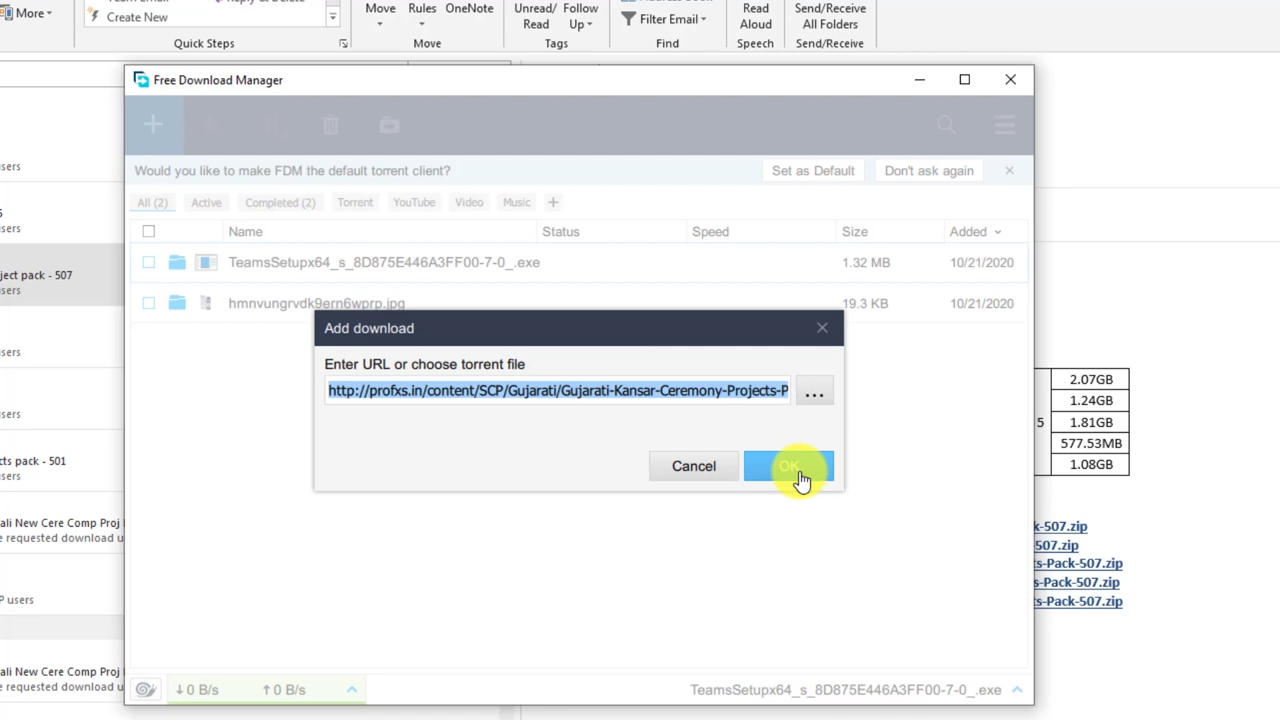 More
Create New
Quick Steps
Move
Rules
OneNote
Move
Unread/
Read
Follow
Up
Tags
Filter Email
Find
Read
Aloud
Speech
Send/Receive
All Folders
Send/Receive
users
5
users
ject pack - 507
users
users
users
cts pack - 501
users
ali New Cere Comp Proj
e requested download u
P users
ali New Cere Comp Proj
e requested download u
Free Download Manager
Would you like to make FDM the default torrent client?
Set as Default
Don't ask again
All (2)
Active
Completed (2)
Torrent
YouTube
Video
Music
Name
Status
Speed
Size
Added
TeamsSetupx64_s_8D875E446A3FF00-7-0_.exe
1.32 MB
10/21/2020
hmnvungrvdk9ern6wprp.jpg
19.3 KB
10/21/2020
Add download
Enter URL or choose torrent file
http://profxs.in/content/SCP/Gujarati/Gujarati-Kansar-Ceremony-Projects-P
...
Cancel
OK
0 B/s
0 B/s
TeamsSetupx64_s_8D875E446A3FF00-7-0_.exe
2.07GB
1.24GB
5
1.81GB
577.53MB
1.08GB
k-507.zip
-507.zip
ts-Pack-507.zip
s-Pack-507.zip
ts-Pack-507.zip